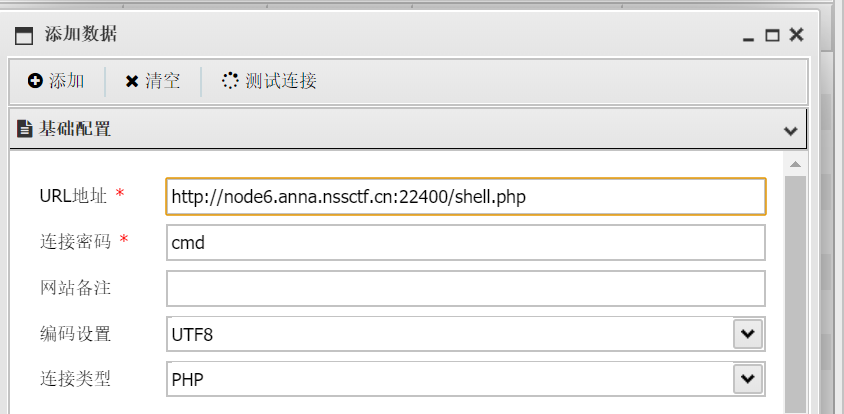 添加数据
添加 清空 测试连接
基础配置
URL地址 * http://node6.anna.nssctf.cn:22400/shell.php
连接密码 * cmd
网站备注
编码设置 UTF8
连接类型 PHP